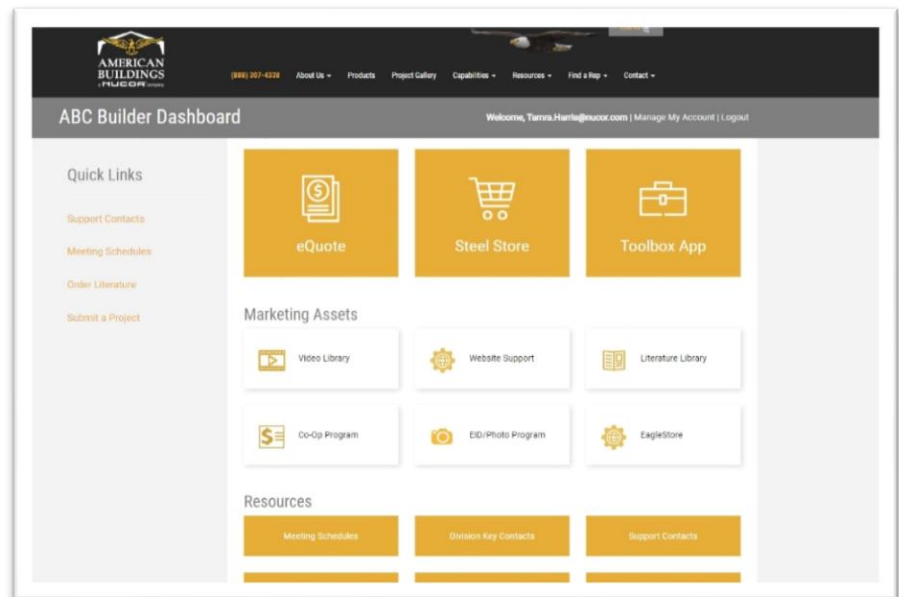 AMERICAN
BUILDINGS
A NUCOR company
(888) 307-4338 About Us Products Project Gallery Capabilities Resources Find a Rep Contact
ABC Builder Dashboard
Welcome, Tamra.Harris@nucor.com | Manage My Account | Logout
Quick Links
Support Contacts
Meeting Schedules
Order Literature
Submit a Project
eQuote Steel Store Toolbox App
Marketing Assets
Video Library Website Support Literature Library
Co-Op Program EID/Photo Program EagleStore
Resources
Meeting Schedules Division Key Contacts Support Contacts